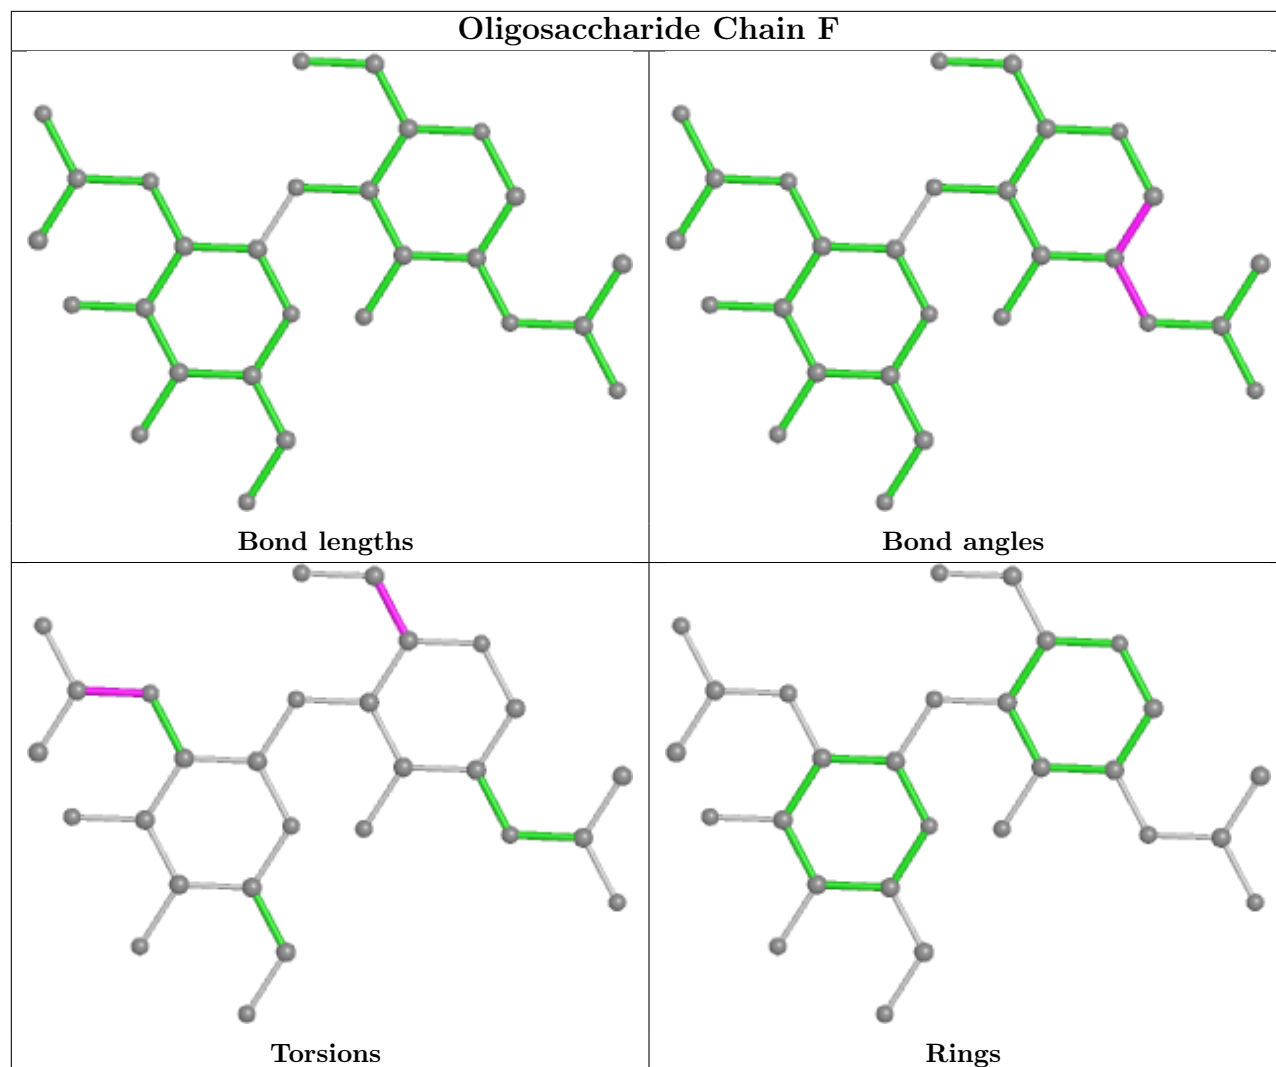 Oligosaccharide Chain F
Bond lengths
Bond angles
Torsions
Rings